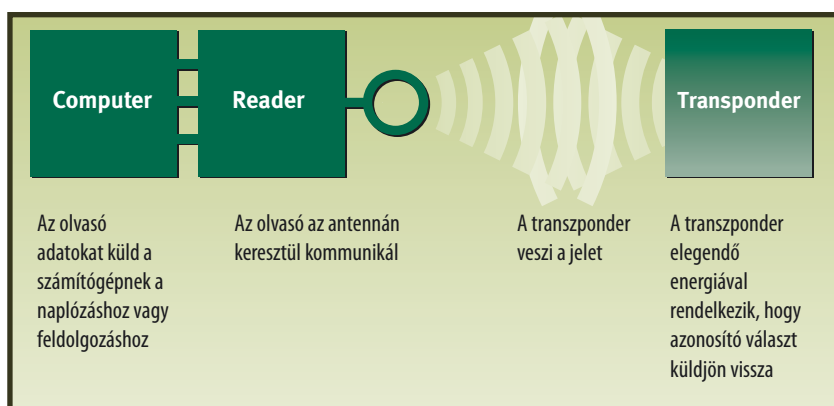 Computer
Reader
Transponder
Az olvasó
adatokat küld a
számítógépnek a
naplózáshoz vagy
feldolgozáshoz
Az olvasó az antennán
keresztül kommunikál
A transzponder
veszi a jelet
A transzponder
elegendő
energiával
rendelkezik, hogy
azonosító választ
küldjön vissza